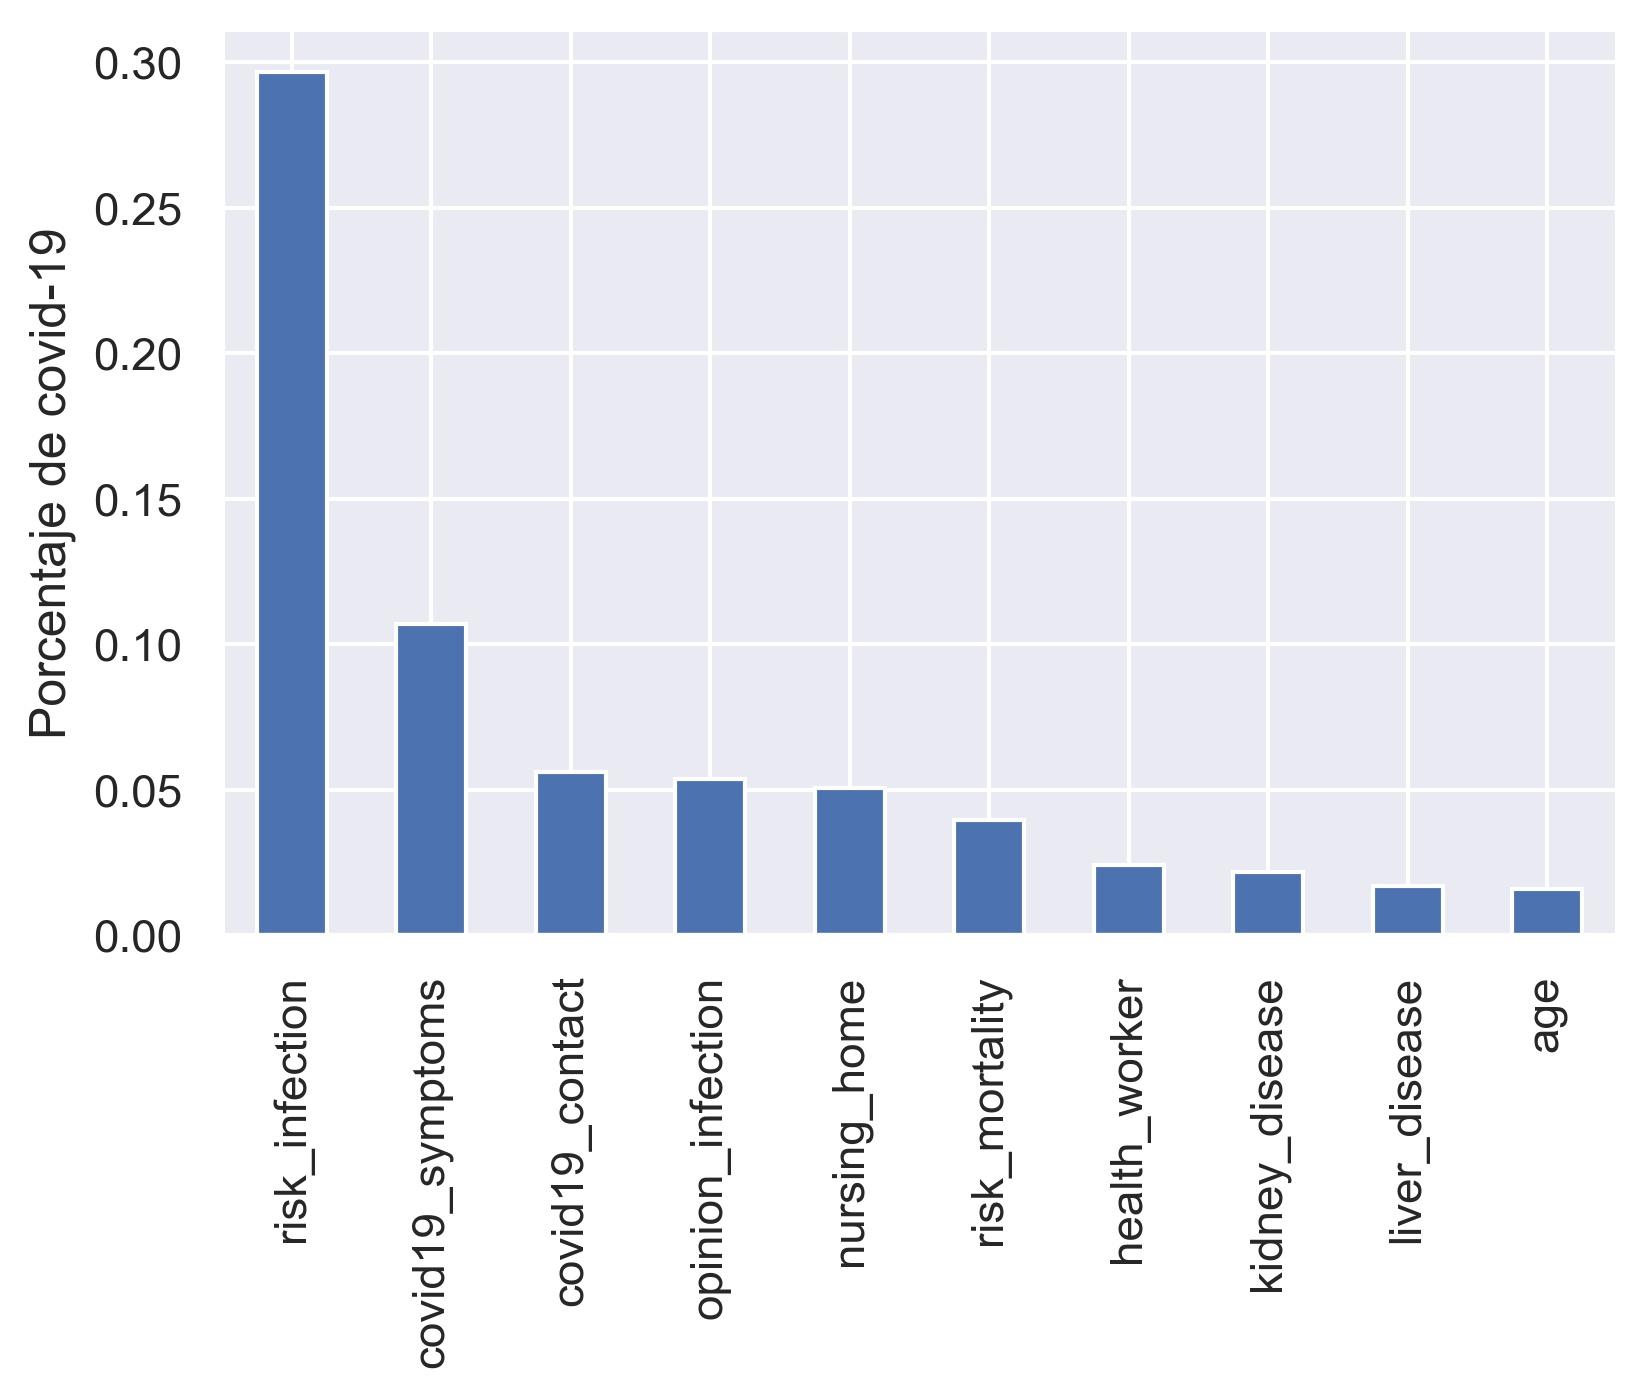 Porcentaje de covid-19
0.30
0.25
0.20
0.15
0.10
0.05
0.00
risk_infection
covid19_symptoms
covid19_contact
opinion_infection
nursing_home
risk_mortality
health_worker
kidney_disease
liver_disease
age